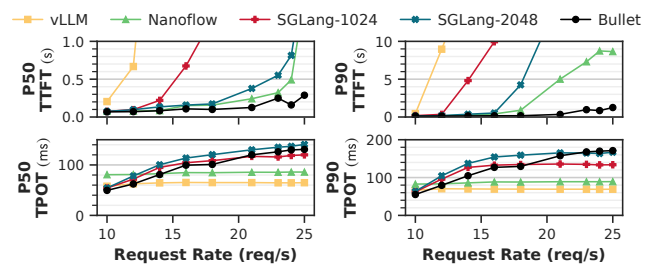 vLLM Nanoflow SGLang-1024 SGLang-2048 Bullet
P50 TTFT (s)
1.0
0.5
0.0
P90 TTFT (s)
10
5
0
P50 TPOT (ms)
100
0
10 15 20 25
Request Rate (req/s)
P90 TPOT (ms)
200
100
0
10 15 20 25
Request Rate (req/s)